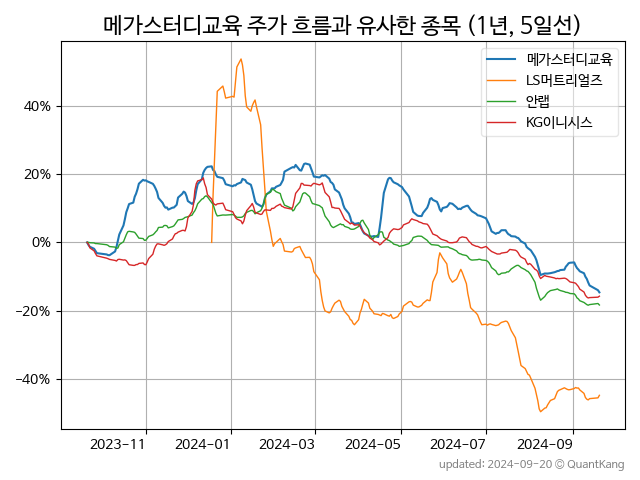 메가스터디교육 주가 흐름과 유사한 종목 (1년, 5일선)
메가스터디교육
LS머트리얼즈
안랩
KG이니시스
40%
20%
0%
−20%
−40%
2023-11 2024-01 2024-03 2024-05 2024-07 2024-09
updated: 2024-09-20 © QuantKang